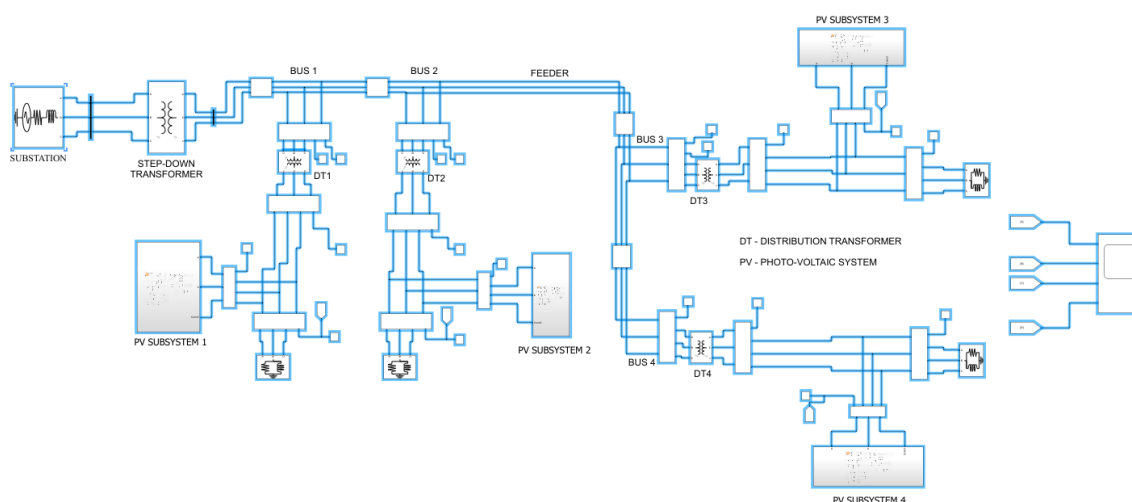 PV SUBSYSTEM 3
BUS 1
BUS 2
FEEDER
SUBSTATION
STEP-DOWN
TRANSFORMER
DT1
DT2
BUS 3
DT3
DT - DISTRIBUTION TRANSFORMER
PV - PHOTO-VOLTAIC SYSTEM
PV SUBSYSTEM 1
PV SUBSYSTEM 2
BUS 4
DT4
PV SUBSYSTEM 4